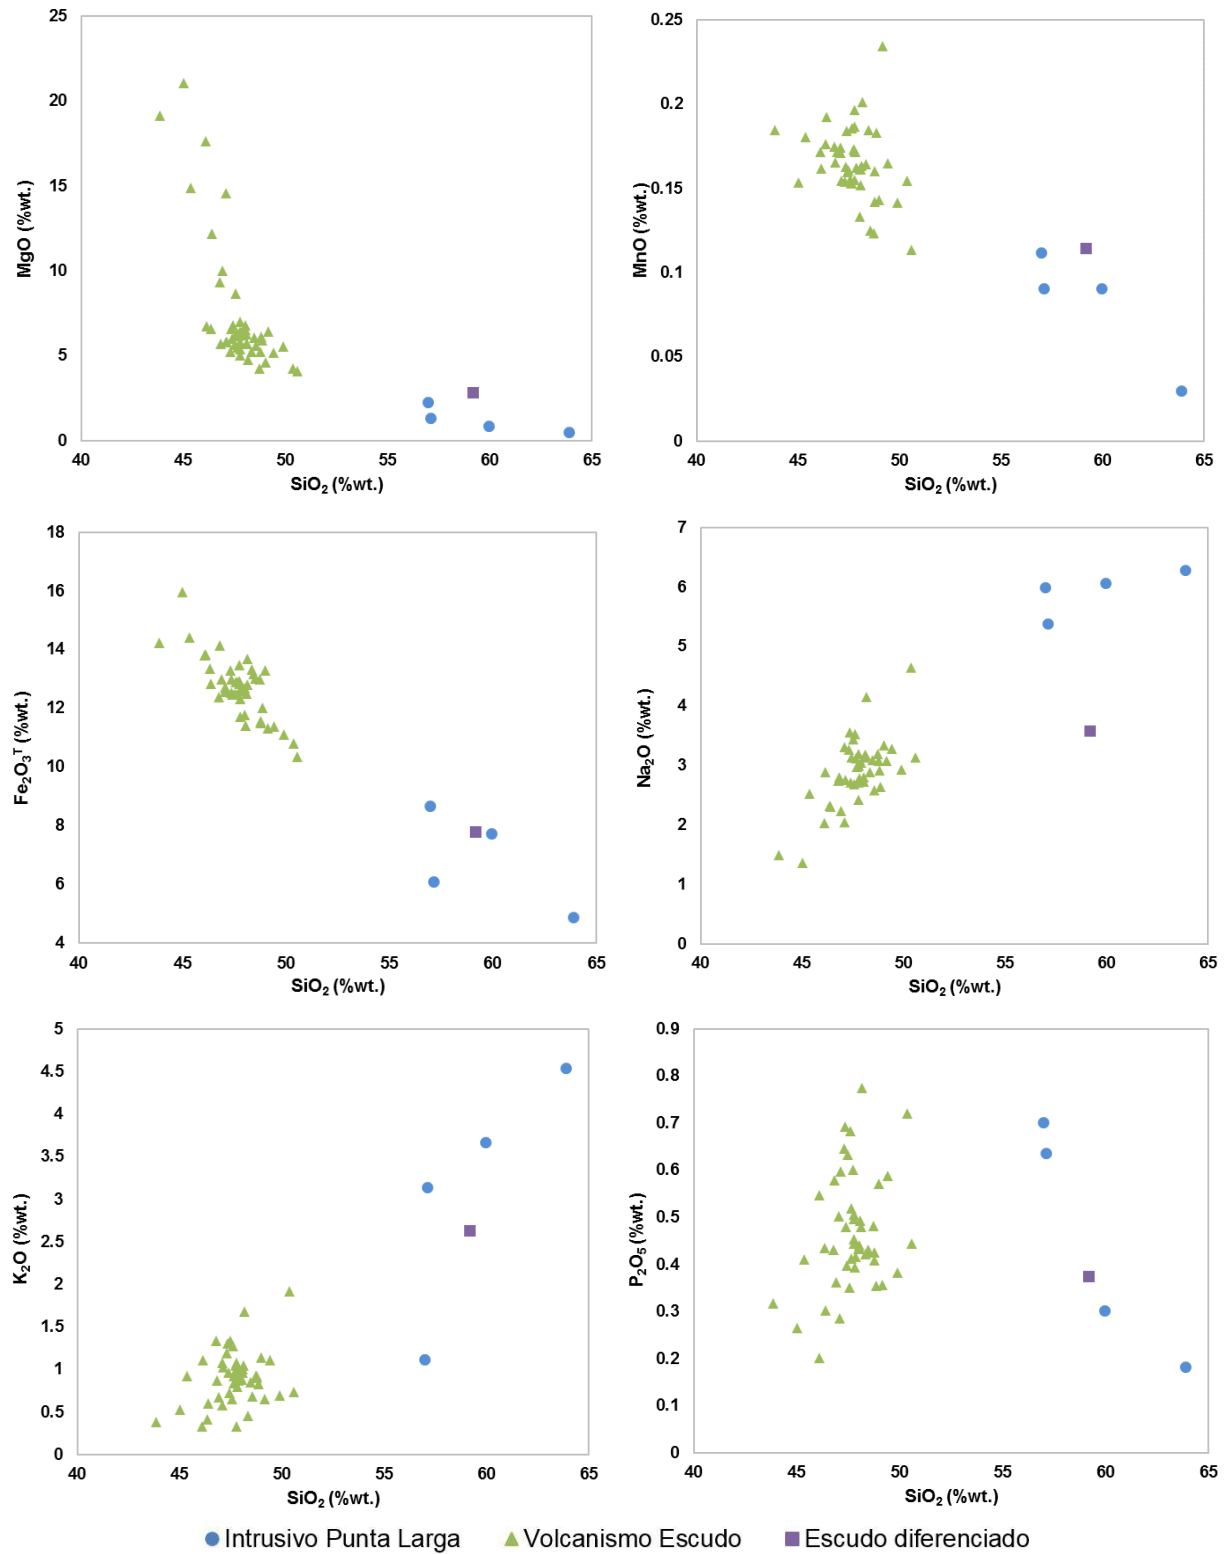 25
20
15
10
5
0
MgO (%wt.)
40 45 50 55 60 65
SiO₂ (%wt.)
0.25
0.2
0.15
0.1
0.05
0
MnO (%wt.)
40 45 50 55 60 65
SiO₂ (%wt.)
18
16
14
12
10
8
6
4
Fe₂O₃ᵀ (%wt.)
40 45 50 55 60 65
SiO₂ (%wt.)
7
6
5
4
3
2
1
0
Na₂O (%wt.)
40 45 50 55 60 65
SiO₂ (%wt.)
5
4.5
4
3.5
3
2.5
2
1.5
1
0.5
0
K₂O (%wt.)
40 45 50 55 60 65
SiO₂ (%wt.)
0.9
0.8
0.7
0.6
0.5
0.4
0.3
0.2
0.1
0
P₂O₅ (%wt.)
40 45 50 55 60 65
SiO₂ (%wt.)
Intrusivo Punta Larga Volcanismo Escudo Escudo diferenciado